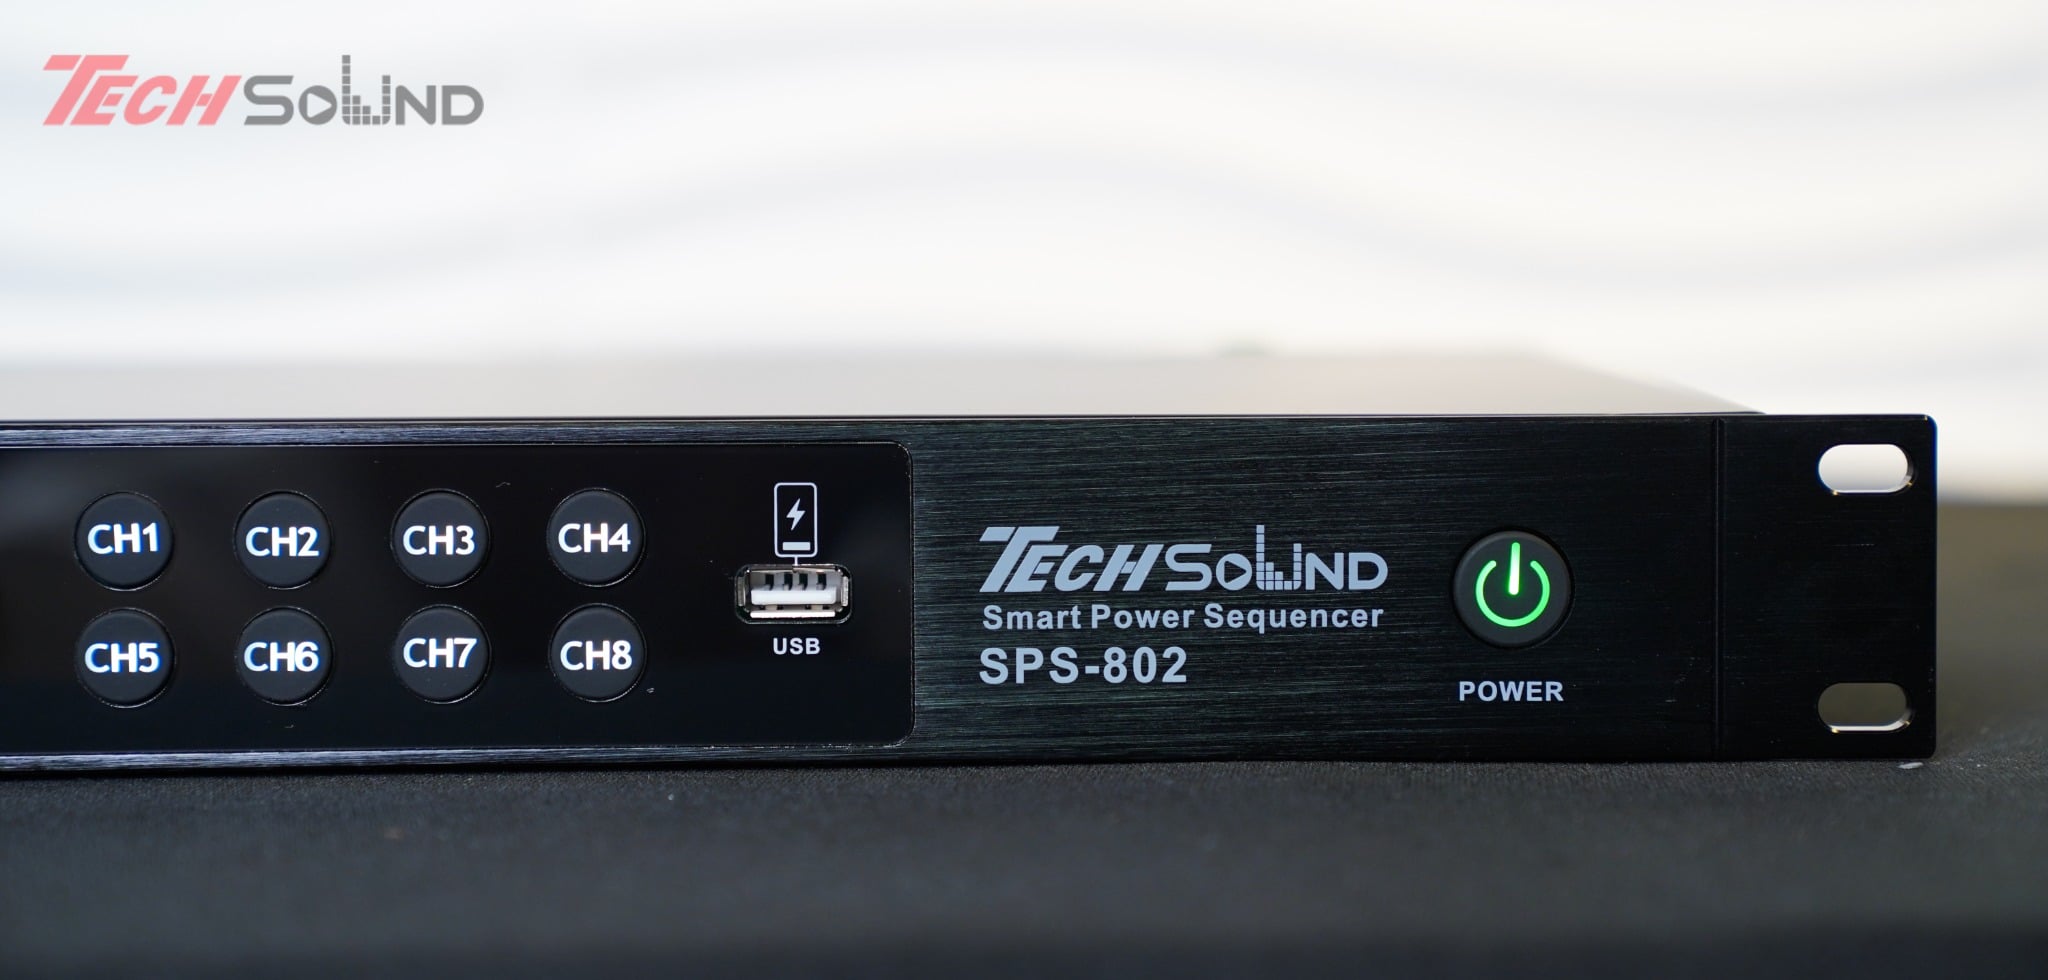 TECHSOUND
CH1 CH2 CH3 CH4
CH5 CH6 CH7 CH8
USB
TECHSOUND
Smart Power Sequencer
SPS-802
POWER